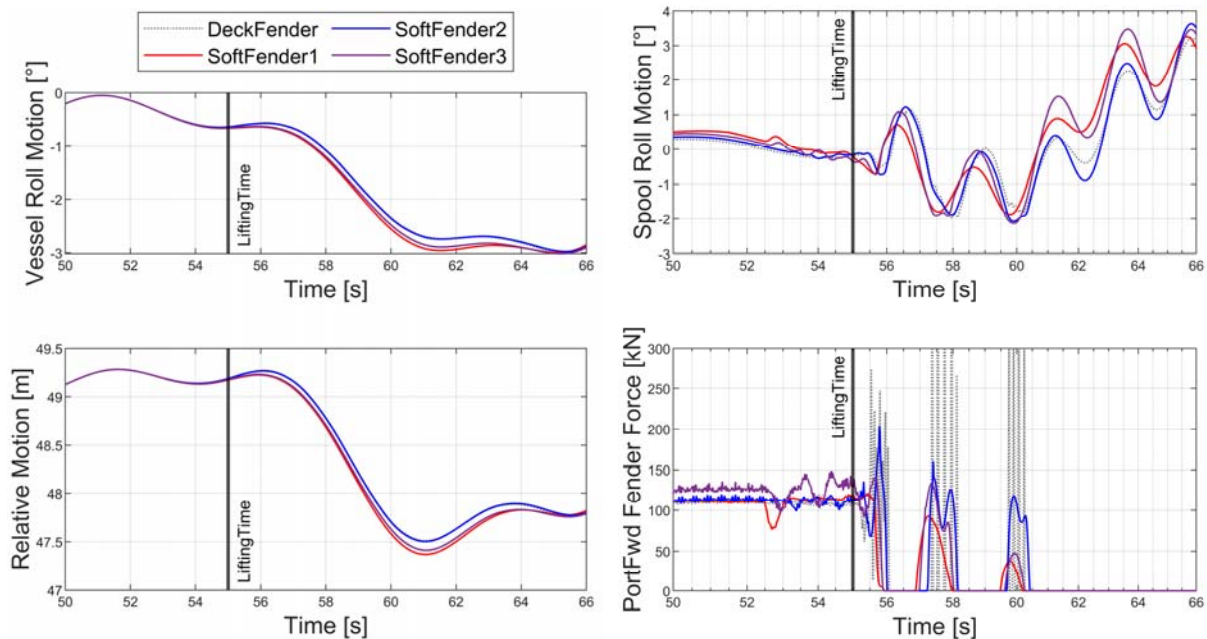 DeckFender
SoftFender2
SoftFender1
SoftFender3
Vessel Roll Motion [°]
0
-1
-2
-3
LiftingTime
50 52 54 56 58 60 62 64 66
Time [s]
Spool Roll Motion [°]
4
3
2
1
0
-1
-2
-3
LiftingTime
50 52 54 56 58 60 62 64 66
Time [s]
Relative Motion [m]
49.5
49
48.5
48
47.5
47
LiftingTime
50 52 54 56 58 60 62 64 66
Time [s]
PortFwd Fender Force [kN]
300
250
200
150
100
50
0
LiftingTime
50 52 54 56 58 60 62 64 66
Time [s]